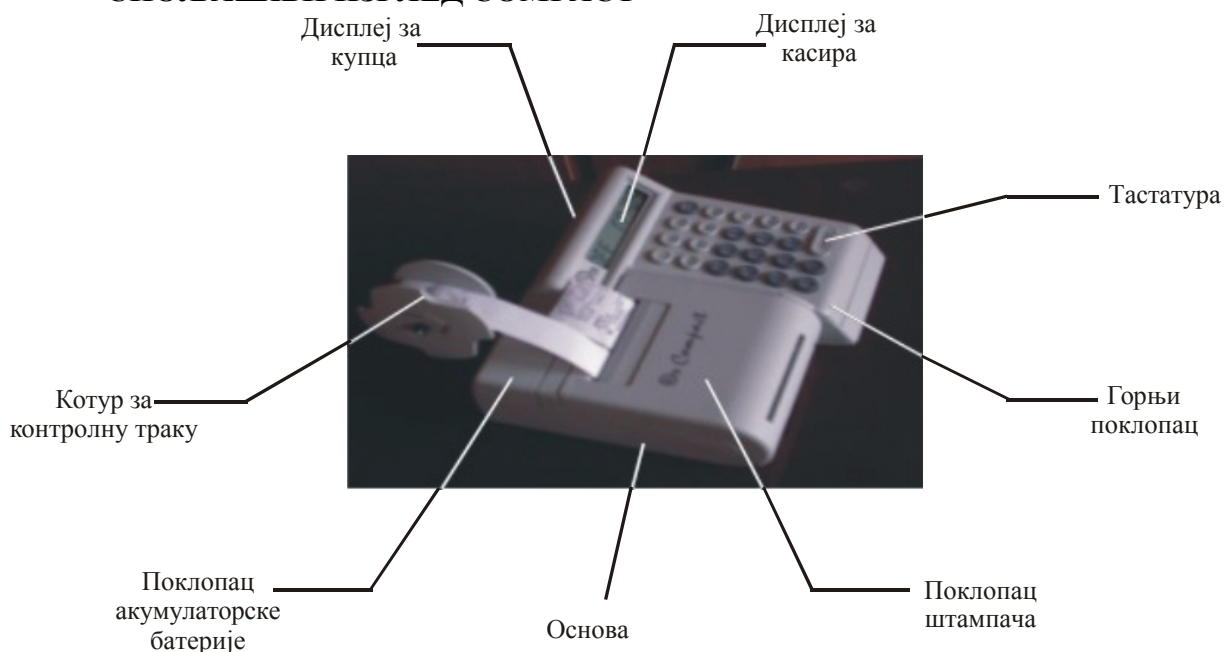 Дисплеј за
купца
Дисплеј за
касира
Тастатура
Котур за
контролну траку
Горњи
поклопац
Поклопац
акумулаторске
батерије
Основа
Поклопац
штампача